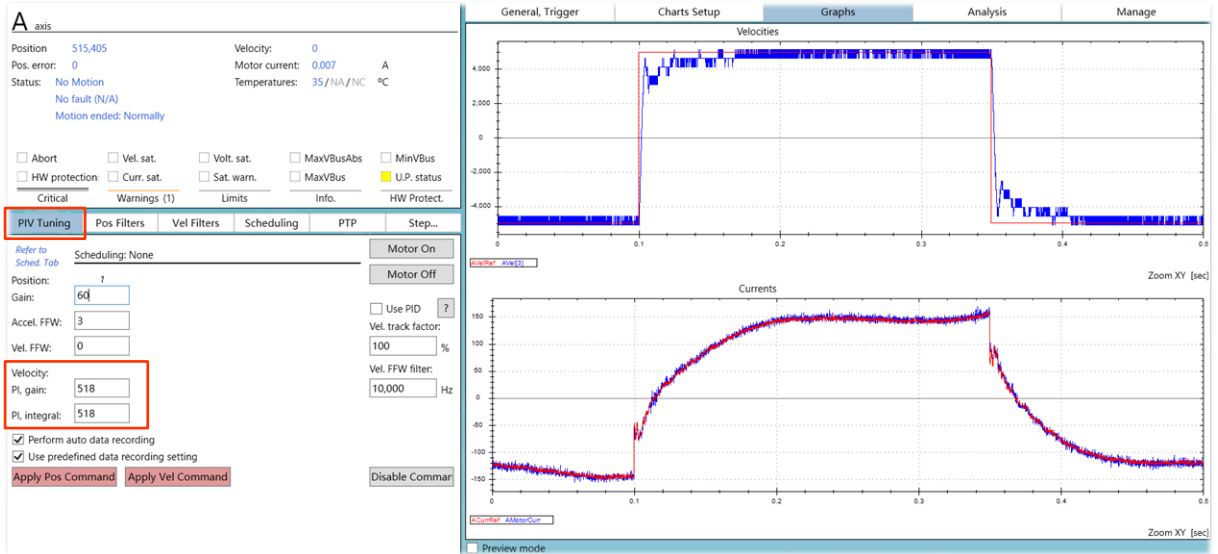 A axis
Position 515,405 Velocity: 0
Pos. error: 0 Motor current: 0.007 A
Status: No Motion Temperatures: 35/NA/NC ºC
No fault (N/A)
Motion ended: Normally
Abort Vel. sat. Volt. sat. MaxVBusAbs MinVBus
HW protection: Curr. sat. Sat. warn. MaxVBus U.P. status
Critical Warnings (1) Limits Info. HW Protect.
PIV Tuning Pos Filters Vel Filters Scheduling PTP Step...
Refer to
Sched. Tab
Scheduling: None
Motor On
Motor Off
Position: 1
Gain: 60
Accel. FFW: 3
Vel. FFW: 0
Use PID ?
Vel. track factor:
100 %
Vel. FFW filter:
10,000 Hz
Velocity:
PI, gain: 518
PI, integral: 518
Perform auto data recording
Use predefined data recording setting
Apply Pos Command Apply Vel Command Disable Commar
General, Trigger Charts Setup Graphs Analysis Manage
Velocities
4,000
2,000
0
-2,000
-4,000
0 0.1 0.2 0.3 0.4 0.5
AVelRef AVel[3]
Zoom XY [sec]
Currents
150
100
50
0
-50
-100
-150
0 0.1 0.2 0.3 0.4 0.5
ACurrRef AMotorCurr
Zoom XY [sec]
Preview mode